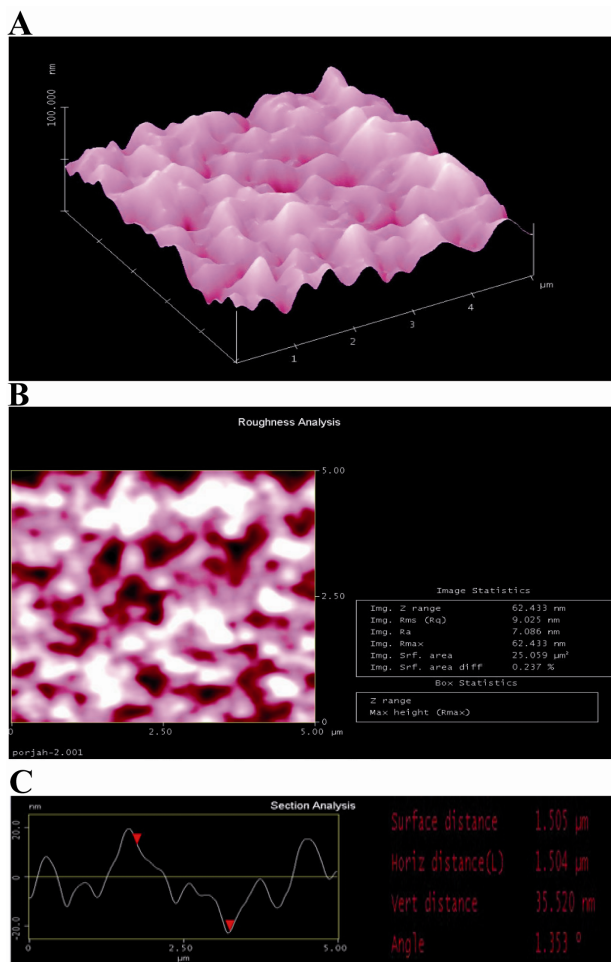 A
100.000 nm
1
2
3
4
µm
B
Roughness Analysis
5.00
2.50
0
0
2.50
5.00
µm
Image Statistics
Img. Z range 62.433 nm
Img. Rms (Rq) 9.025 nm
Img. Ra 7.086 nm
Img. Rmax 62.433 nm
Img. Srf. area 25.059 µm²
Img. Srf. area diff 0.237 %
Box Statistics
Z range
Max height (Rmax)
porjah-2.001
C
nm
Section Analysis
20.0
0
-20.0
0
2.50
5.00
µm
Surface distance 1.505 µm
Horiz distance(L) 1.504 µm
Vert distance 35.520 nm
Angle 1.353 °